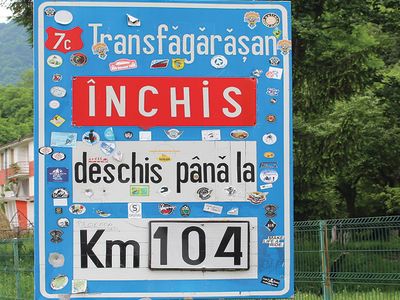 7c Transfăgărășan
ÎNCHIS
deschis până la
Km 104